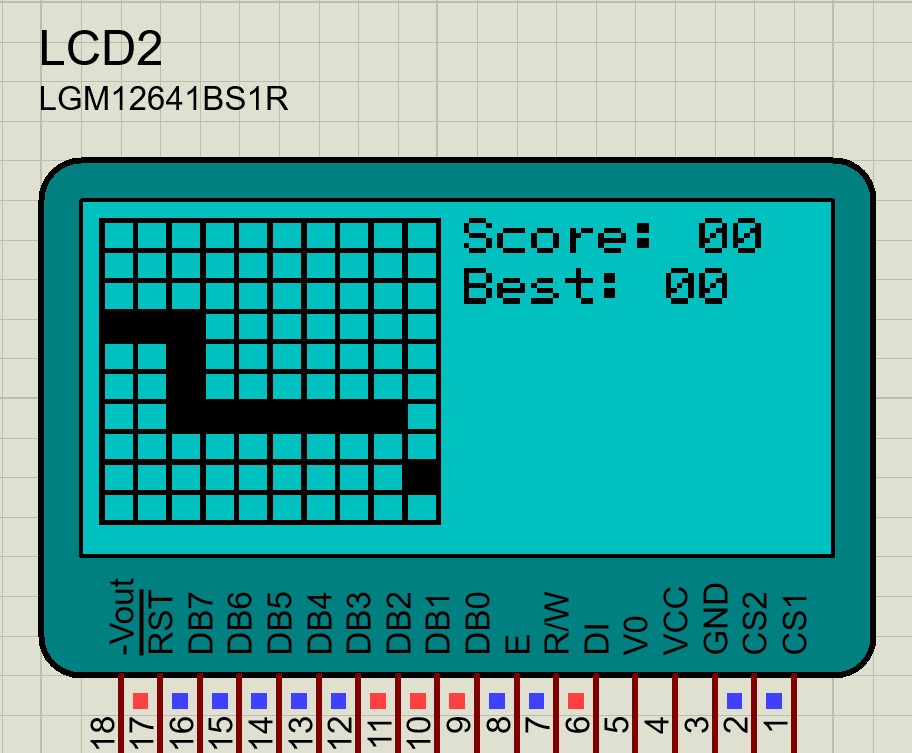 LCD2
LGM12641BS1R
Score: 00
Best: 00
-Vout
RST
DB7
DB6
DB5
DB4
DB3
DB2
DB1
DB0
E
R/W
DI
V0
VCC
GND
CS2
CS1
18
17
16
15
14
13
12
11
10
9
8
7
6
5
4
3
2
1